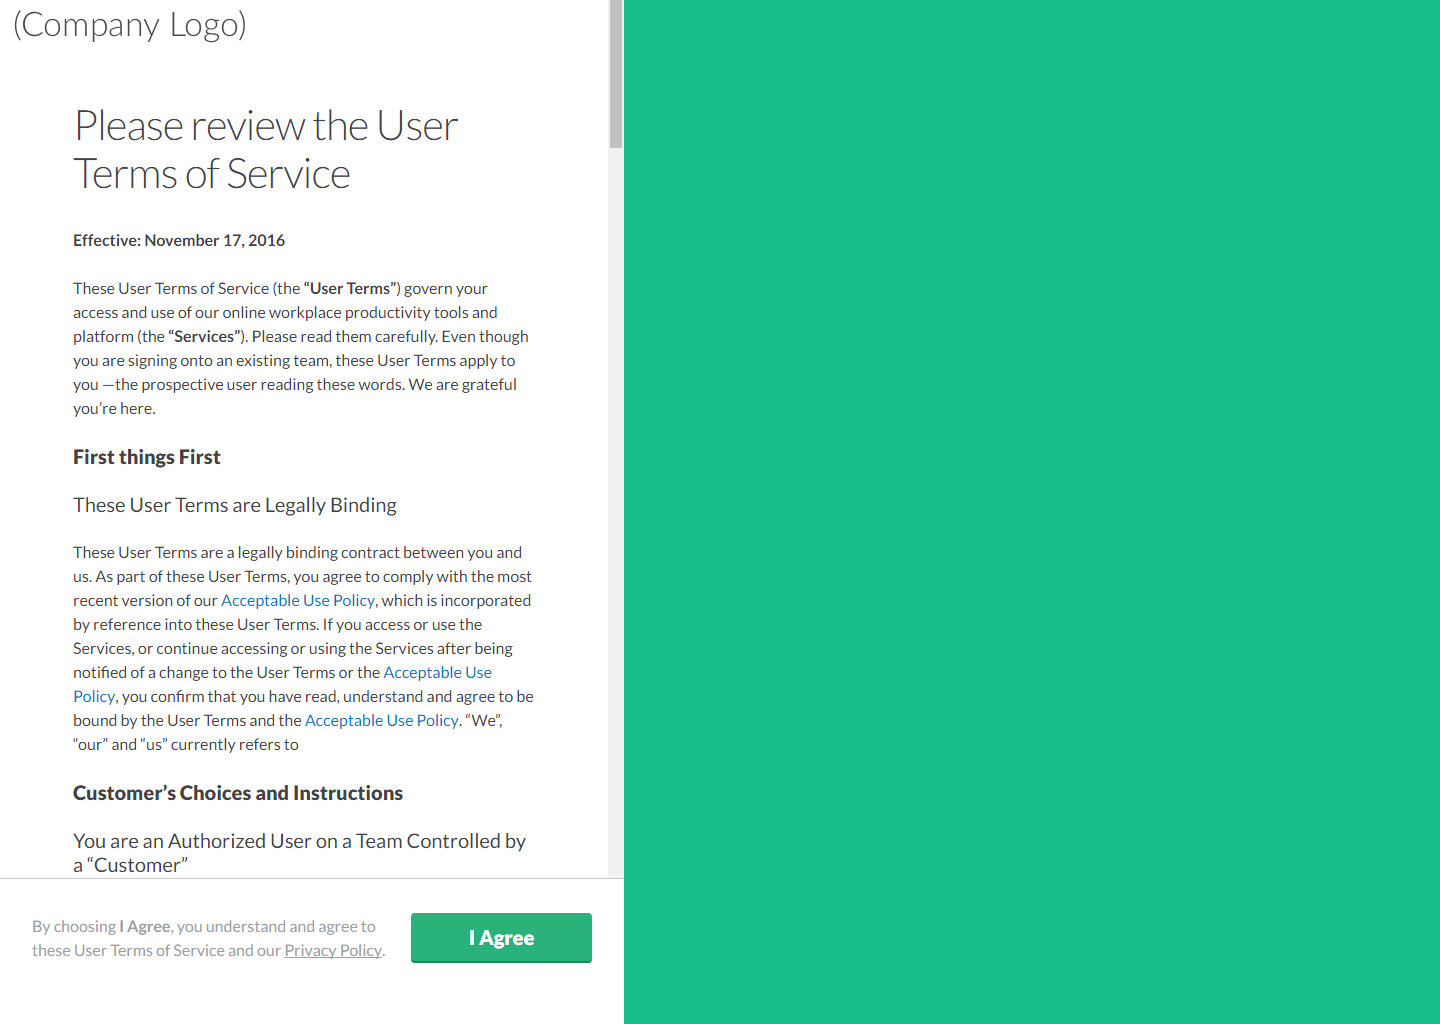 (Company Logo)
Please review the User
Terms of Service
Effective: November 17, 2016
These User Terms of Service (the “User Terms”) govern your
access and use of our online workplace productivity tools and
platform (the “Services”). Please read them carefully. Even though
you are signing onto an existing team, these User Terms apply to
you —the prospective user reading these words. We are grateful
you’re here.
First things First
These User Terms are Legally Binding
These User Terms are a legally binding contract between you and
us. As part of these User Terms, you agree to comply with the most
recent version of our Acceptable Use Policy, which is incorporated
by reference into these User Terms. If you access or use the
Services, or continue accessing or using the Services after being
notified of a change to the User Terms or the Acceptable Use
Policy, you confirm that you have read, understand and agree to be
bound by the User Terms and the Acceptable Use Policy. “We”,
“our” and “us” currently refers to
Customer’s Choices and Instructions
You are an Authorized User on a Team Controlled by
a “Customer”
By choosing I Agree, you understand and agree to
these User Terms of Service and our Privacy Policy.
I Agree